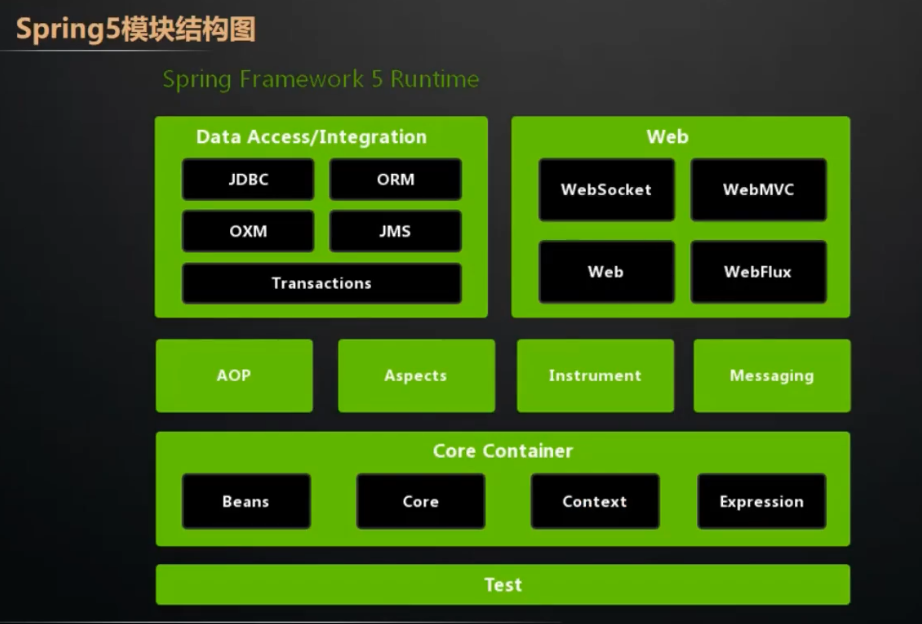 Spring5模块结构图
Spring Framework 5 Runtime
Data Access/Integration
JDBC
ORM
OXM
JMS
Transactions
Web
WebSocket
WebMVC
Web
WebFlux
AOP
Aspects
Instrument
Messaging
Core Container
Beans
Core
Context
Expression
Test